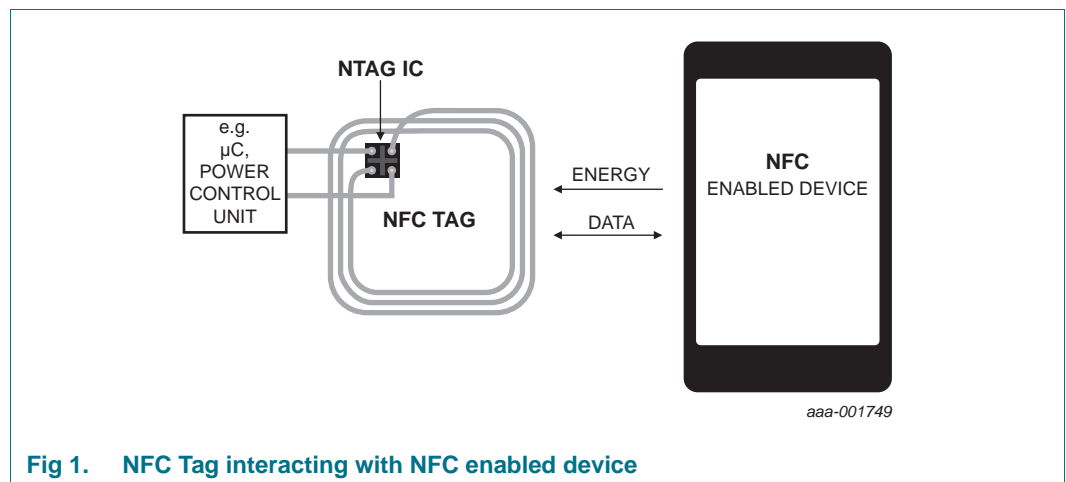 NTAG IC
e.g.
µC,
POWER
CONTROL
UNIT
NFC TAG
ENERGY
DATA
NFC
ENABLED DEVICE
aaa-001749
Fig 1. NFC Tag interacting with NFC enabled device